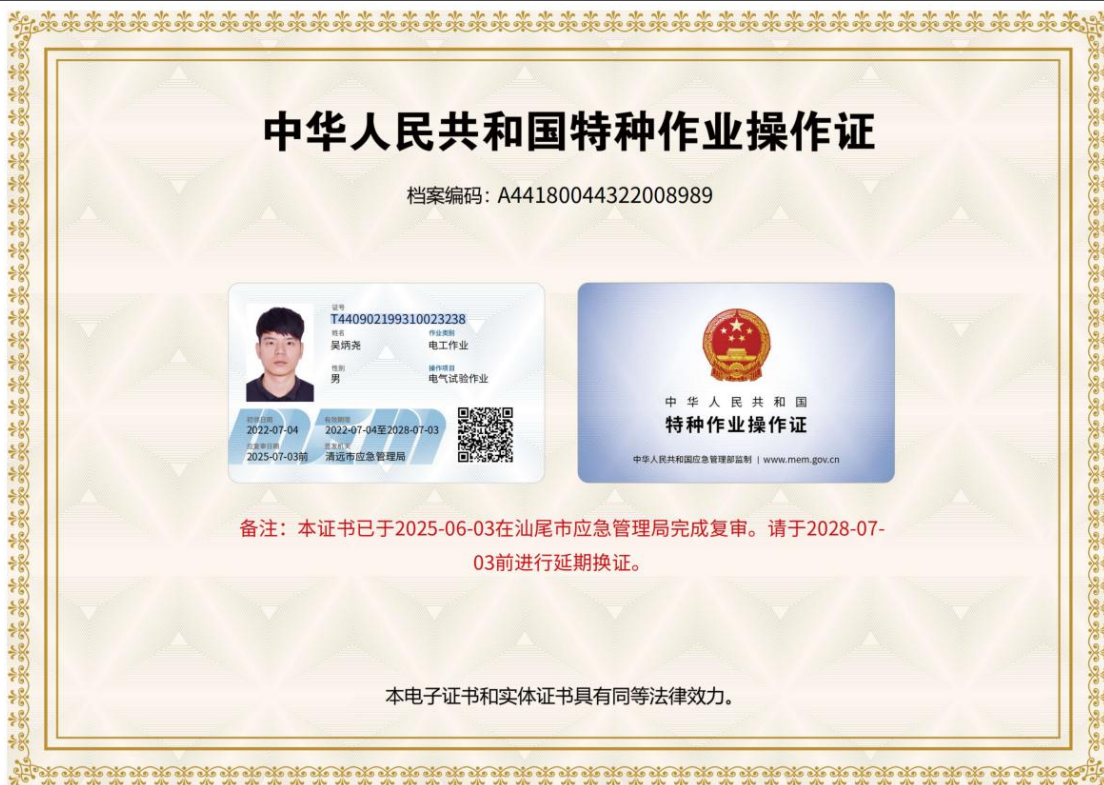 中华人民共和国特种作业操作证
档案编码：A44180044322008989
证号
T440902199310023238
姓名 作业类别
吴炳尧 电工作业
性别 操作项目
男 电气试验作业
初领日期 有效期限
2022-07-04 2022-07-04至2028-07-03
应复审日期 签发机关
2025-07-03前 清远市应急管理局
中华人民共和国
特种作业操作证
中华人民共和国应急管理部监制 | www.mem.gov.cn
备注：本证书已于2025-06-03在汕尾市应急管理局完成复审。请于2028-07-
03前进行延期换证。
本电子证书和实体证书具有同等法律效力。